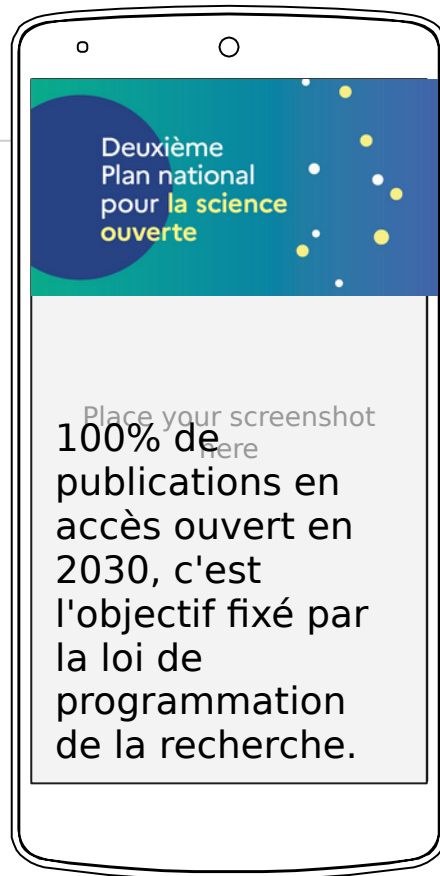 Deuxième
Plan national
pour la science
ouverte
Place your screenshot
here
100% de
publications en
accès ouvert en
2030, c'est
l'objectif fixé par
la loi de
programmation
de la recherche.